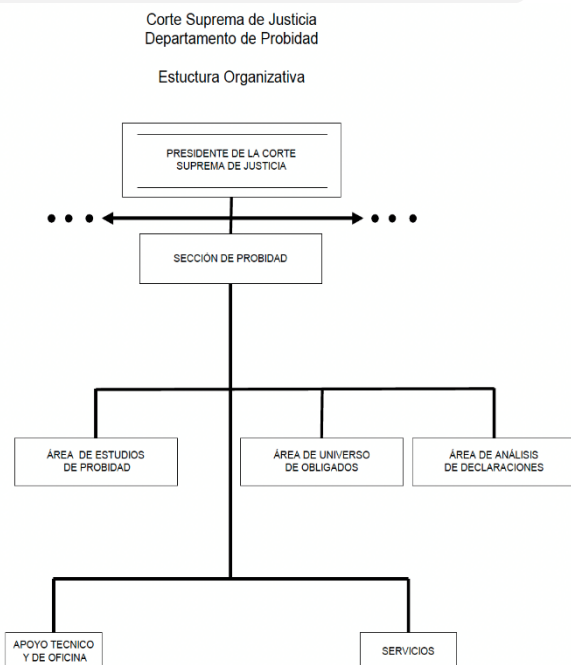 Corte Suprema de Justicia
Departamento de Probidad
Estuctura Organizativa
PRESIDENTE DE LA CORTE
SUPREMA DE JUSTICIA
SECCIÓN DE PROBIDAD
ÁREA DE ESTUDIOS
DE PROBIDAD
ÁREA DE UNIVERSO
DE OBLIGADOS
ÁREA DE ANÁLISIS
DE DECLARACIONES
APOYO TECNICO
Y DE OFICINA
SERVICIOS